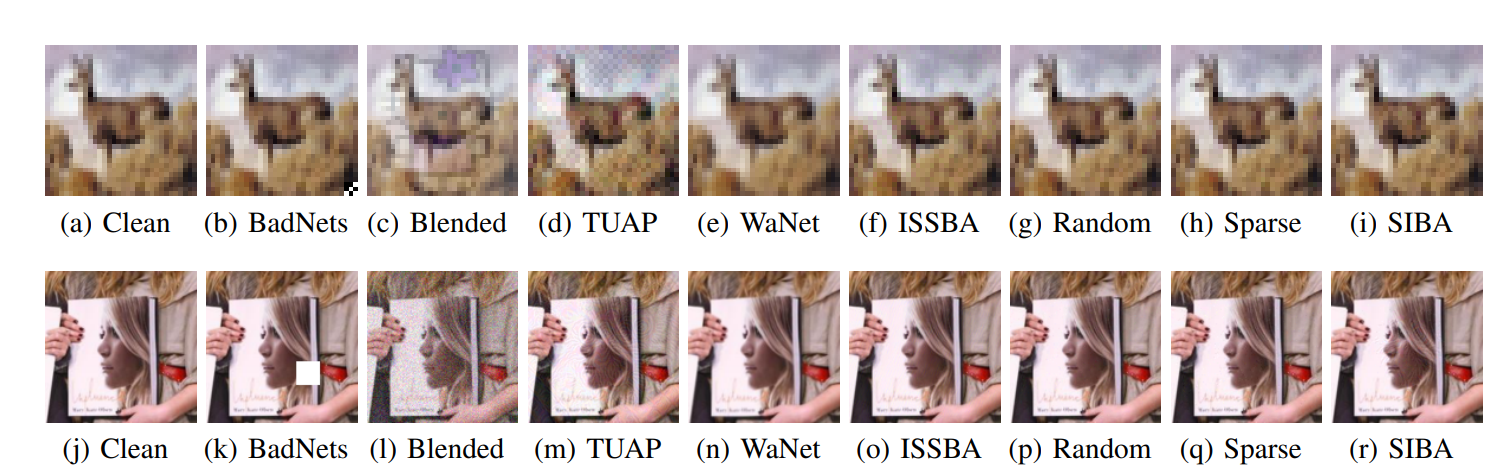 (a) Clean (b) BadNets (c) Blended (d) TUAP (e) WaNet (f) ISSBA (g) Random (h) Sparse (i) SIBA
(j) Clean (k) BadNets (l) Blended (m) TUAP (n) WaNet (o) ISSBA (p) Random (q) Sparse (r) SIBA